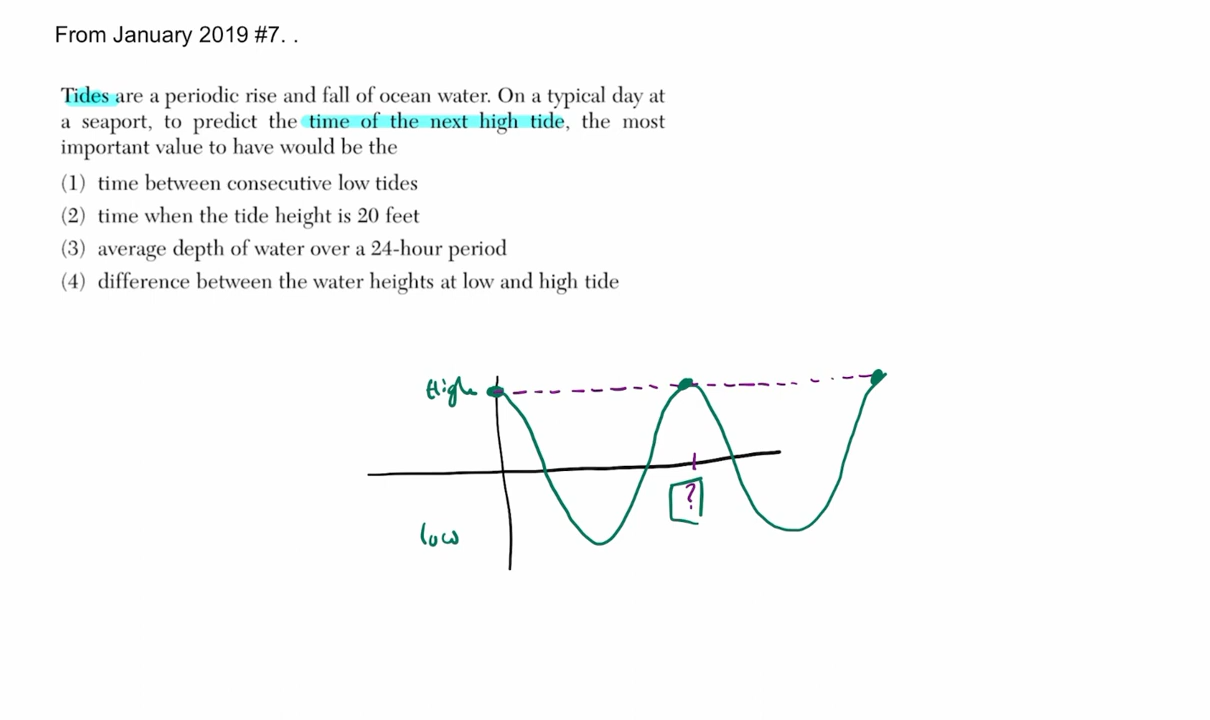 From January 2019 #7. .
Tides are a periodic rise and fall of ocean water. On a typical day at
a seaport, to predict the time of the next high tide, the most
important value to have would be the
(1) time between consecutive low tides
(2) time when the tide height is 20 feet
(3) average depth of water over a 24-hour period
(4) difference between the water heights at low and high tide
High
?
low